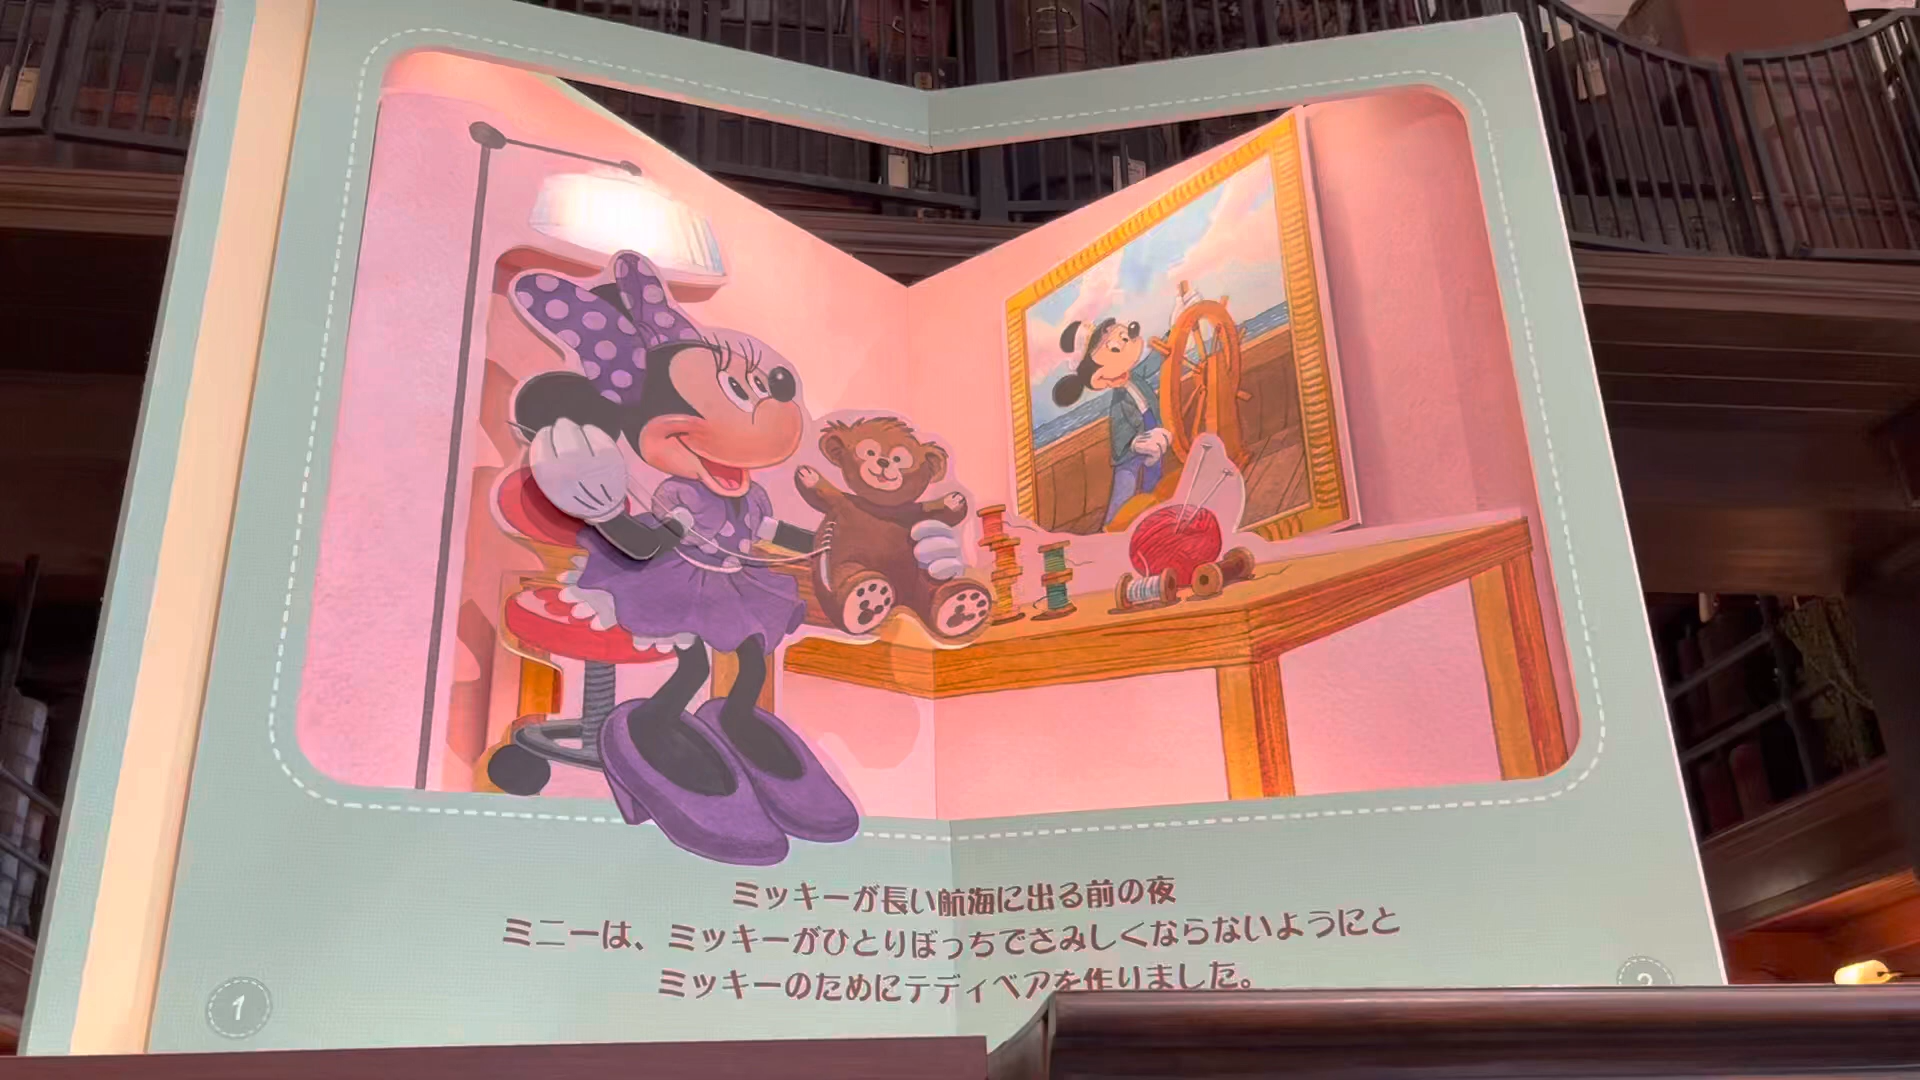 ミッキーが長い航海に出る前の夜
ミニーは、ミッキーがひとりぼっちでさみしくならないようにと
ミッキーのためにテディベアを作りました。
1
2